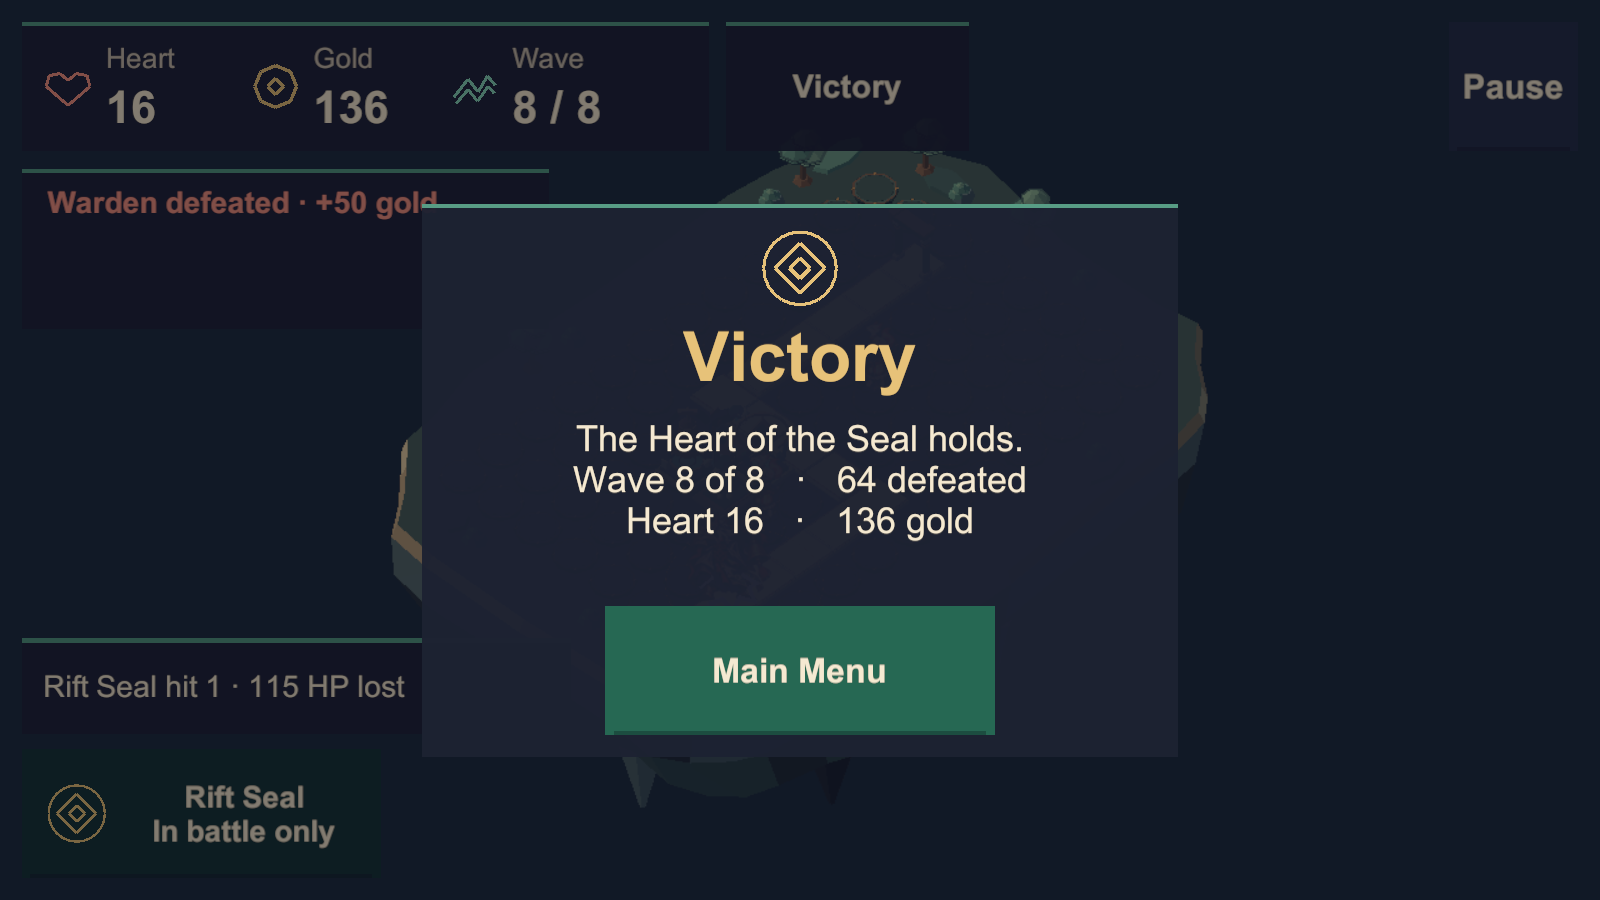 Heart
16
Gold
136
Wave
8 / 8
Victory
Pause
Warden defeated · +50 gold
Victory
The Heart of the Seal holds.
Wave 8 of 8 · 64 defeated
Heart 16 · 136 gold
Main Menu
Rift Seal hit 1 · 115 HP lost
Rift Seal
In battle only